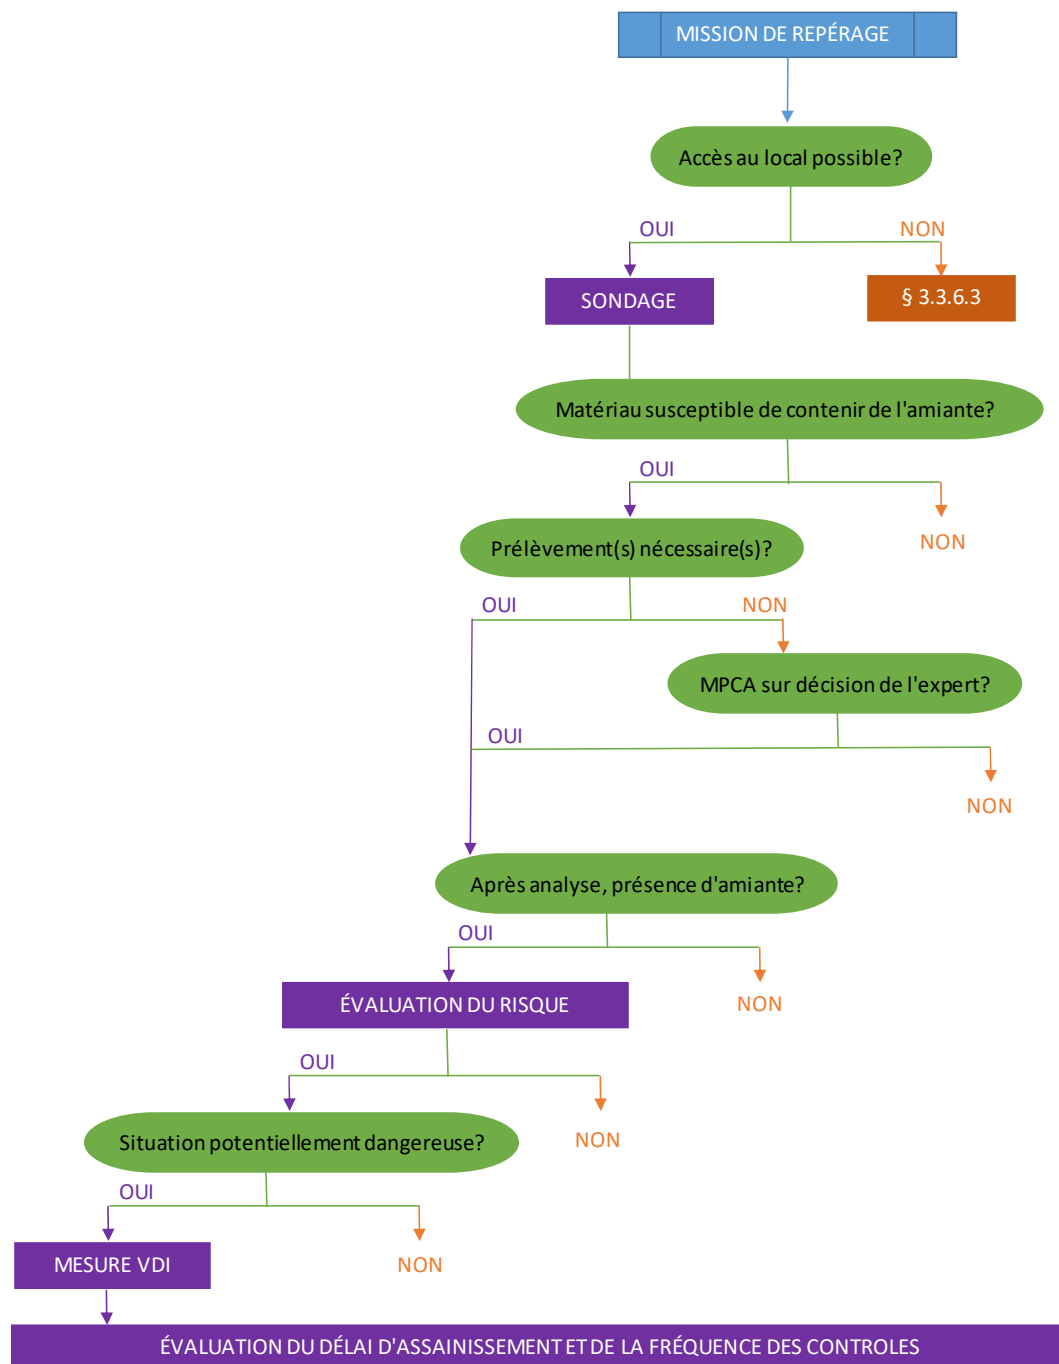 MISSION DE REPÉRAGE
Accès au local possible?
OUI
NON
SONDAGE
§ 3.3.6.3
Matériau susceptible de contenir de l'amiante?
OUI
NON
Prélèvement(s) nécessaire(s)?
OUI
NON
MPCA sur décision de l'expert?
OUI
NON
Après analyse, présence d'amiante?
OUI
NON
ÉVALUATION DU RISQUE
OUI
NON
Situation potentiellement dangereuse?
OUI
NON
MESURE VDI
ÉVALUATION DU DÉLAI D'ASSAINISSEMENT ET DE LA FRÉQUENCE DES CONTROLES